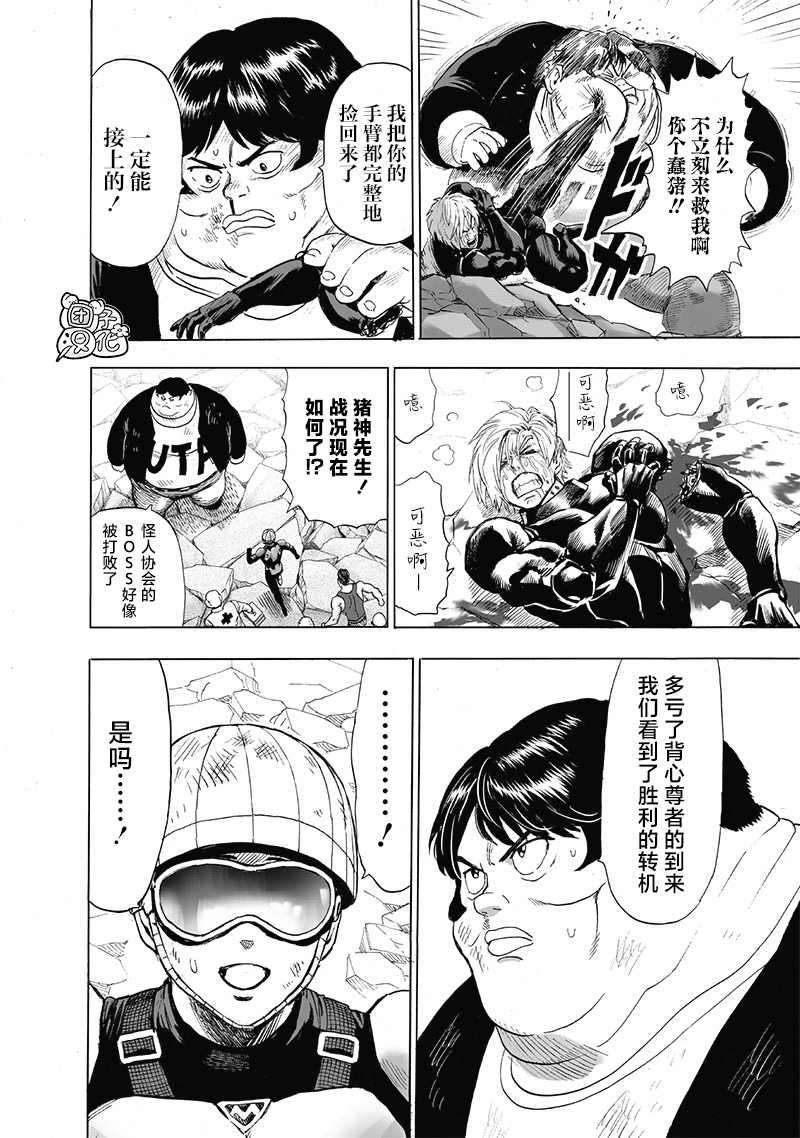 为什么
不立刻来救我啊
你个蠢猪!!
ドドャ
我把你的
手臂都完整地
捡回来了
一定能
接上的!
团子
汉化
噫
可恶啊
噫
可恶啊—
猪神先生!
战况现在
如何了!?
UTA
怪人协会的
BOSS好像
被打败了
多亏了背心尊者的到来
我们看到了胜利的转机
………!
是吗……!
M